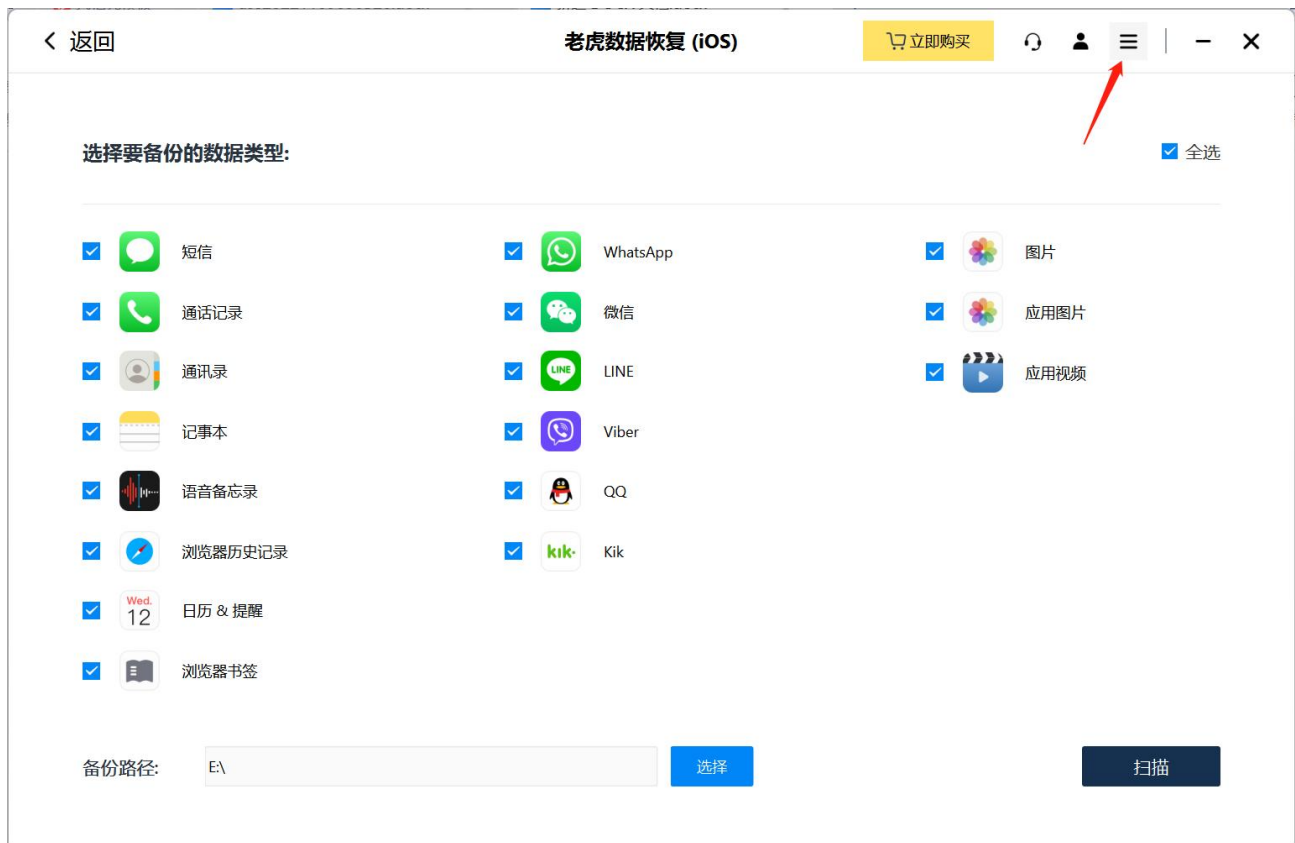 返回
老虎数据恢复 (iOS)
立即购买
选择要备份的数据类型:
全选
短信
WhatsApp
图片
通话记录
微信
应用图片
通讯录
LINE
LINE
应用视频
记事本
Viber
语音备忘录
QQ
浏览器历史记录
kik
Kik
Wed.
12
日历 & 提醒
浏览器书签
备份路径:
E:\
选择
扫描